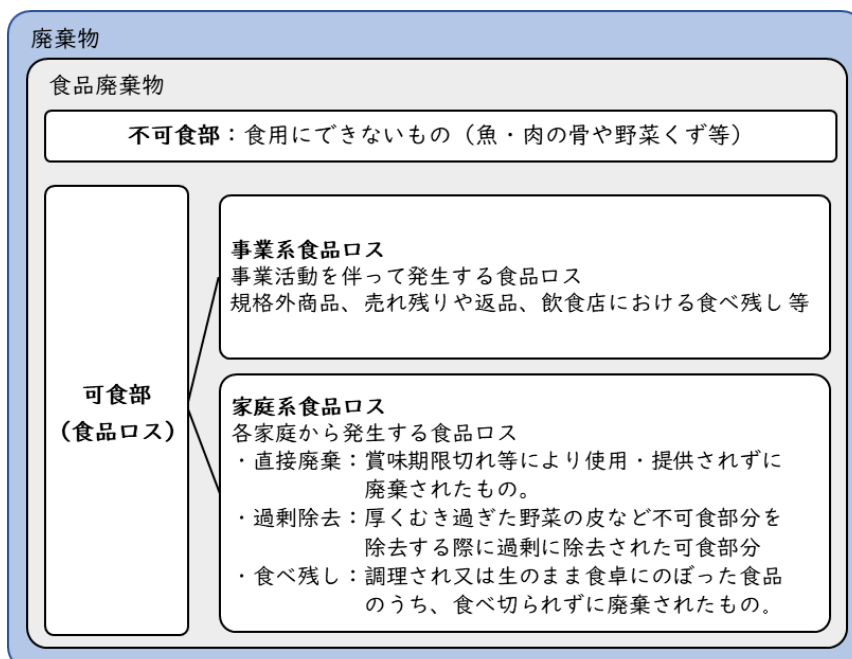 廃棄物
食品廃棄物
不可食部：食用にできないもの（魚・肉の骨や野菜くず等）
事業系食品ロス
事業活動を伴って発生する食品ロス
規格外商品、売れ残りや返品、飲食店における食べ残し 等
可食部
（食品ロス）
家庭系食品ロス
各家庭から発生する食品ロス
・直接廃棄：賞味期限切れ等により使用・提供されずに
廃棄されたもの。
・過剰除去：厚くむき過ぎた野菜の皮など不可食部分を
除去する際に過剰に除去された可食部分
・食べ残し：調理され又は生のまま食卓にのぼった食品
のうち、食べ切られずに廃棄されたもの。